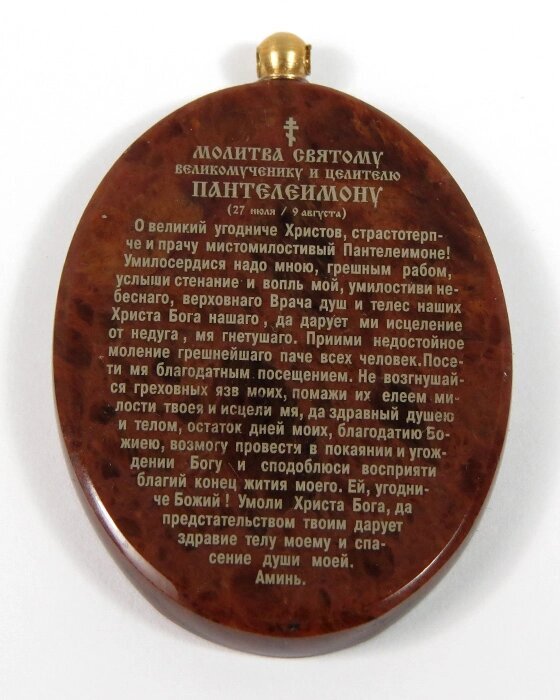 МОЛИТВА СВЯТОМУ
ВЕЛИКОМУЧЕНИКУ И ЦЕЛИТЕЛЮ
ПАНТЕЛЕИМОНУ
(27 июля / 9 августа)
О великий угодниче Христов, страстотерп-
че и прачу мистомилостивый Пантелеимоне!
Умилосердися надо мною, грешным рабом,
услыши стенание и вопль мой, умилостиви не-
беснаго, верховнаго Врача душ и телес наших
Христа Бога нашаго, да дарует ми исцеление
от недуга, мя гнетушаго. Приими недостойное
моление грешнейшаго паче всех человек.Посе-
ти мя благодатным посещением. Не возгнушай-
ся греховных язв моих, помажи их елеем ми-
лости твоея и исцели мя, да здравный душею
и телом, остаток дней моих, благодатию Бо-
жиею, возмогу провести в покаянии и угож-
дении Богу и сподоблюси восприяти
благий конец жития моего. Ей, угодни-
че Божий! Умоли Христа Бога, да
предстательством твоим дарует
здравие телу моему и спа-
сение души моей.
Аминь.